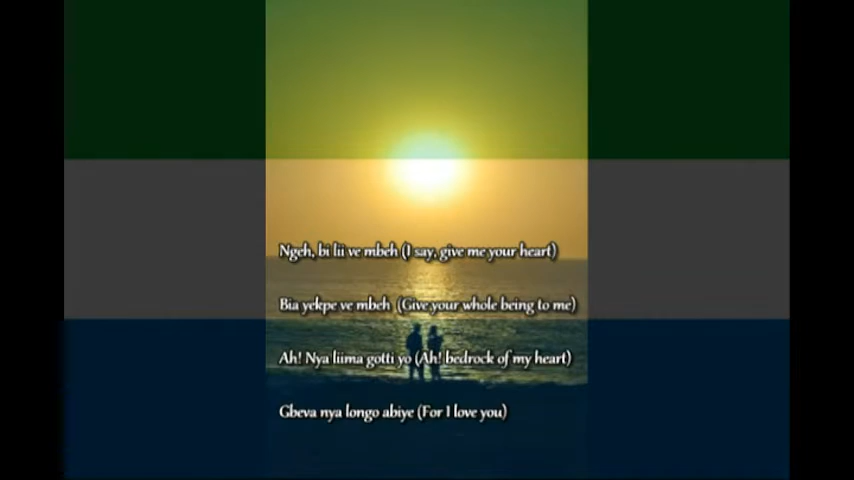 Ngeh, bi lii ve mbeh (I say, give me your heart)
Bia yekpe ve mbeh (Give your whole being to me)
Ah! Nya liima gotti yo (Ah! bedrock of my heart)
Gbeva nya longo abiye (For I love you)